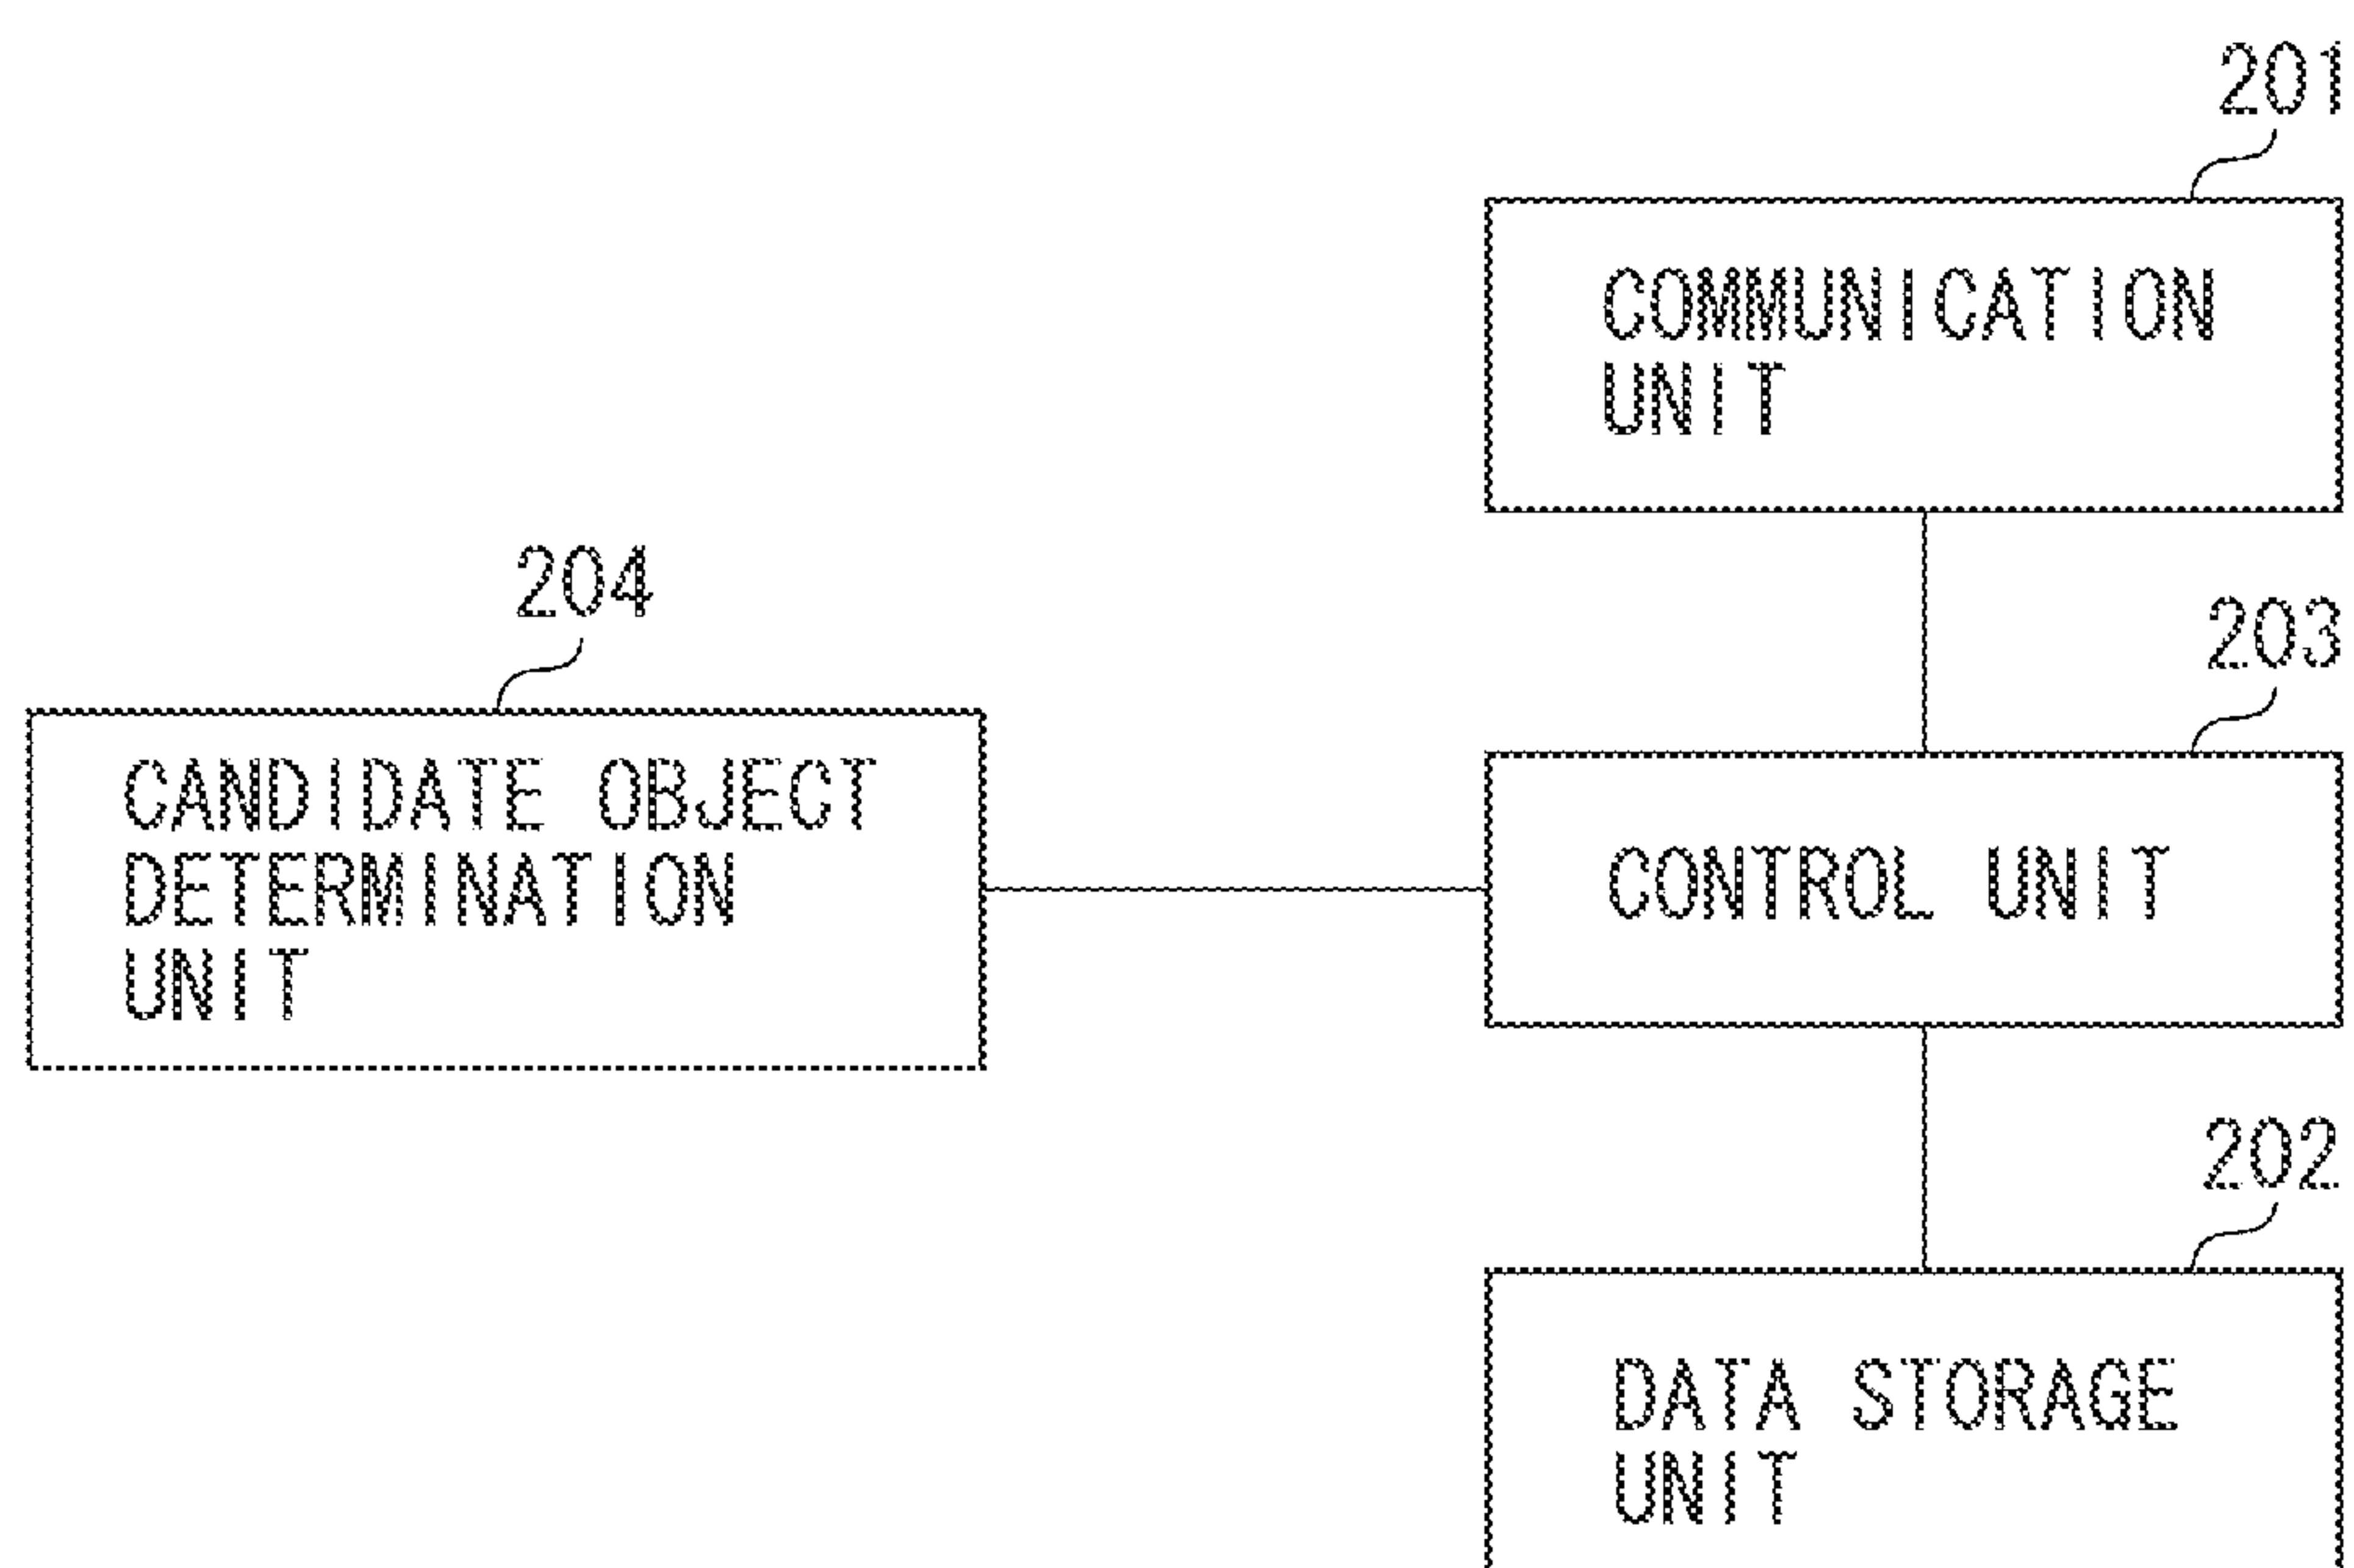 201
COMMUNICATION
UNIT
204
203
CANDIDATE OBJECT
DETERMINATION
UNIT
CONTROL UNIT
202
DATA STORAGE
UNIT